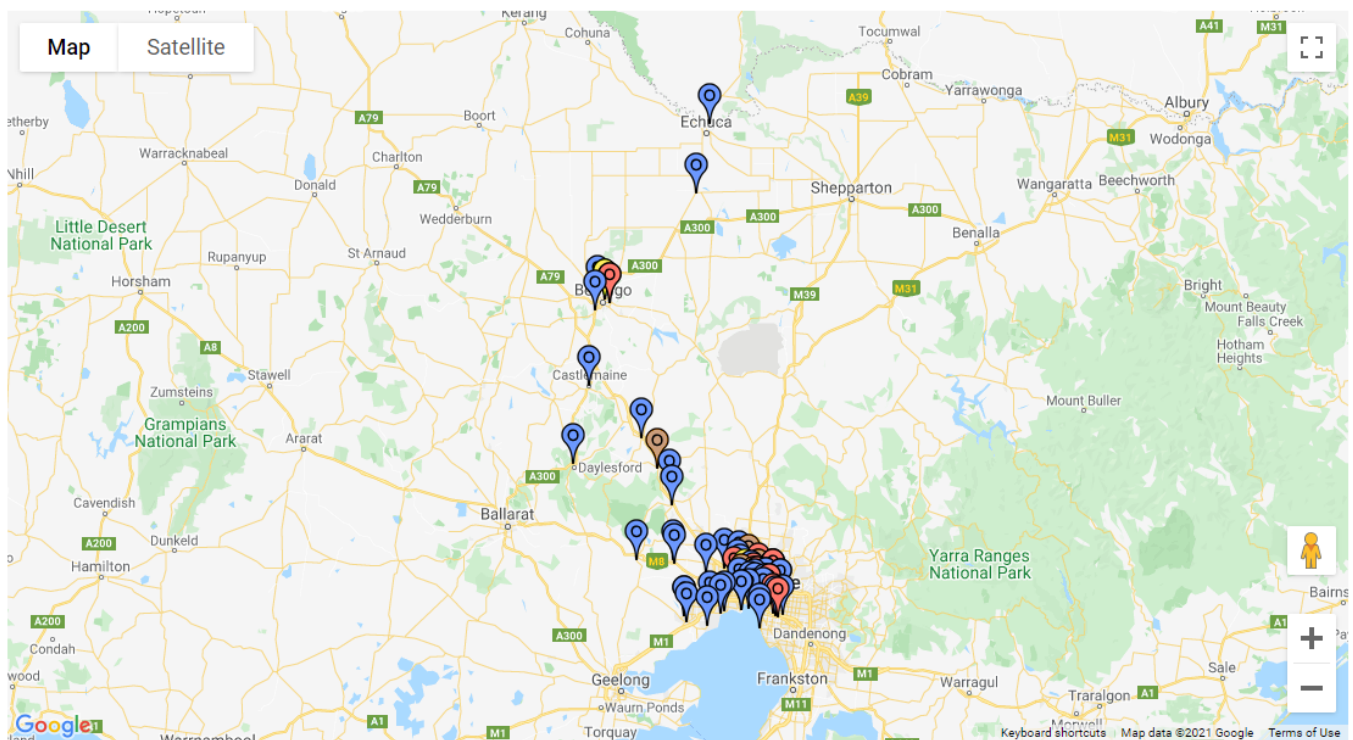 Hopetoun
Kerang
Holbrook
A41
M31
Map
Satellite
Cohuna
Tocumwal
Cobram
Yarrawonga
A39
Albury
Wodonga
M31
etherby
A79
Boort
Echuca
Warracknabeal
Charlton
Nhill
Donald
A79
Shepparton
Wangaratta
Beechworth
Wedderburn
A300
A300
A300
Benalla
Little Desert
National Park
Rupanyup
St Arnaud
A79
A300
Horsham
M39
M31
Bright
Mount Beauty
Falls Creek
A200
A8
Hotham
Heights
Stawell
Castlemaine
Zumsteins
Mount Buller
Grampians
National Park
Ararat
Daylesford
A300
Cavendish
Ballarat
A200
Dunkeld
M8
Yarra Ranges
National Park
Hamilton
Bairns
A200
Condah
A300
M1
Dandenong
A1
wood
M1
Sale
Geelong
Frankston
Warragul
A1
Traralgon
Waurn Ponds
M11
Morwell
Google
A1
Warrnambool
Torquay
Keyboard shortcuts
Map data ©2021 Google
Terms of Use